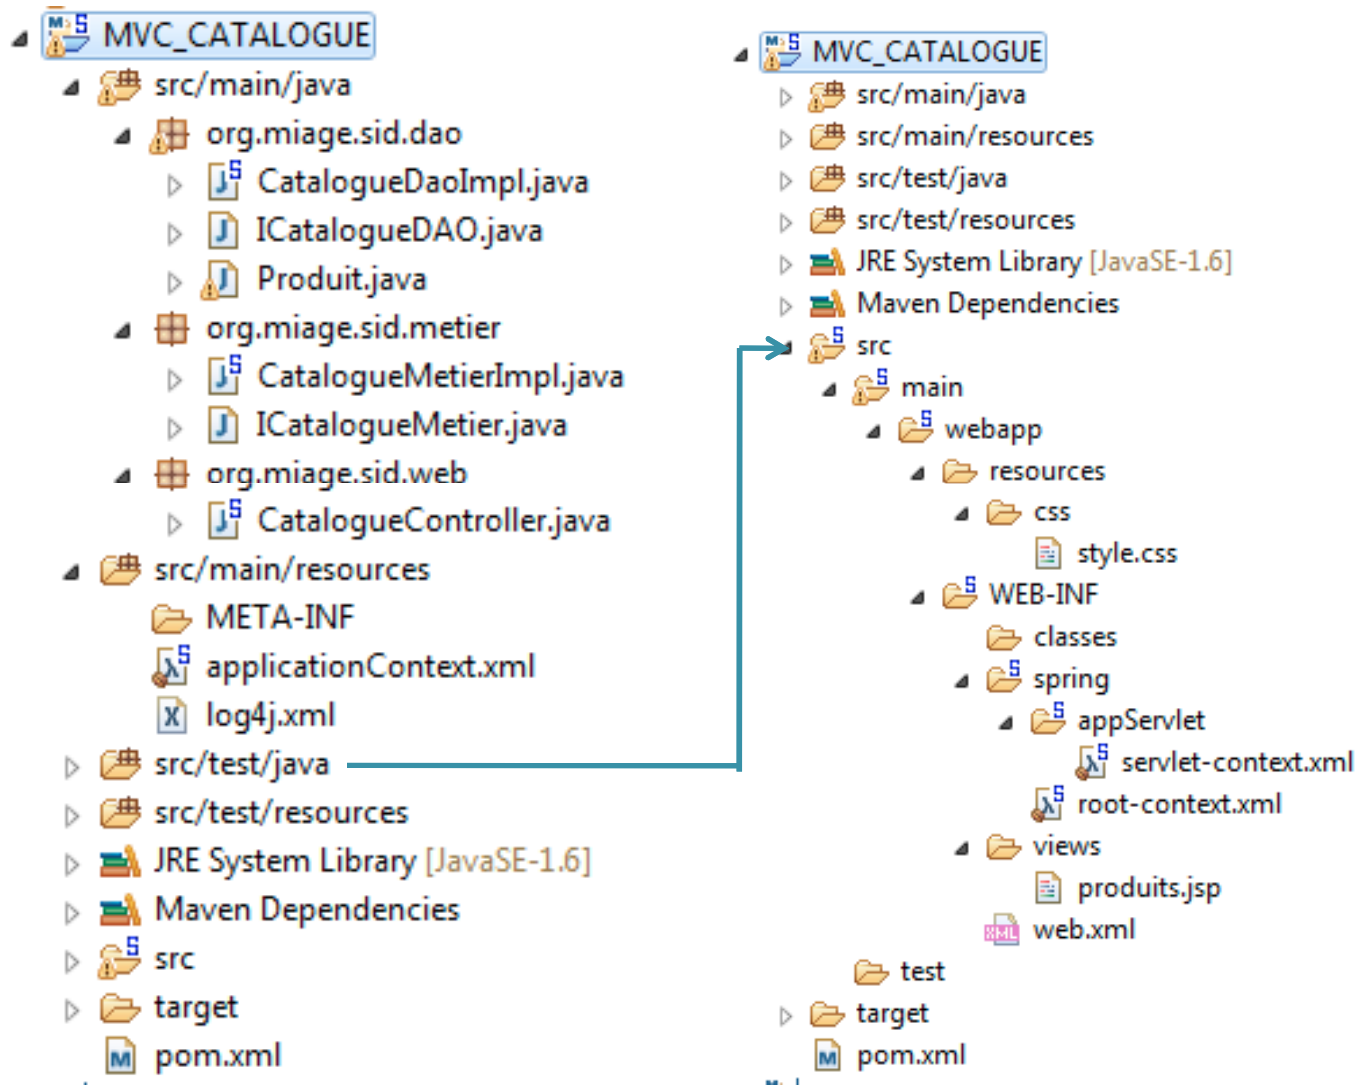 MVC_CATALOGUE
src/main/java
org.miage.sid.dao
CatalogueDaoImpl.java
ICatalogueDAO.java
Produit.java
org.miage.sid.metier
CatalogueMetierImpl.java
ICatalogueMetier.java
org.miage.sid.web
CatalogueController.java
src/main/resources
META-INF
applicationContext.xml
log4j.xml
src/test/java
src/test/resources
JRE System Library [JavaSE-1.6]
Maven Dependencies
src
target
pom.xml
MVC_CATALOGUE
src/main/java
src/main/resources
src/test/java
src/test/resources
JRE System Library [JavaSE-1.6]
Maven Dependencies
src
main
webapp
resources
css
style.css
WEB-INF
classes
spring
appServlet
servlet-context.xml
root-context.xml
views
produits.jsp
web.xml
test
target
pom.xml